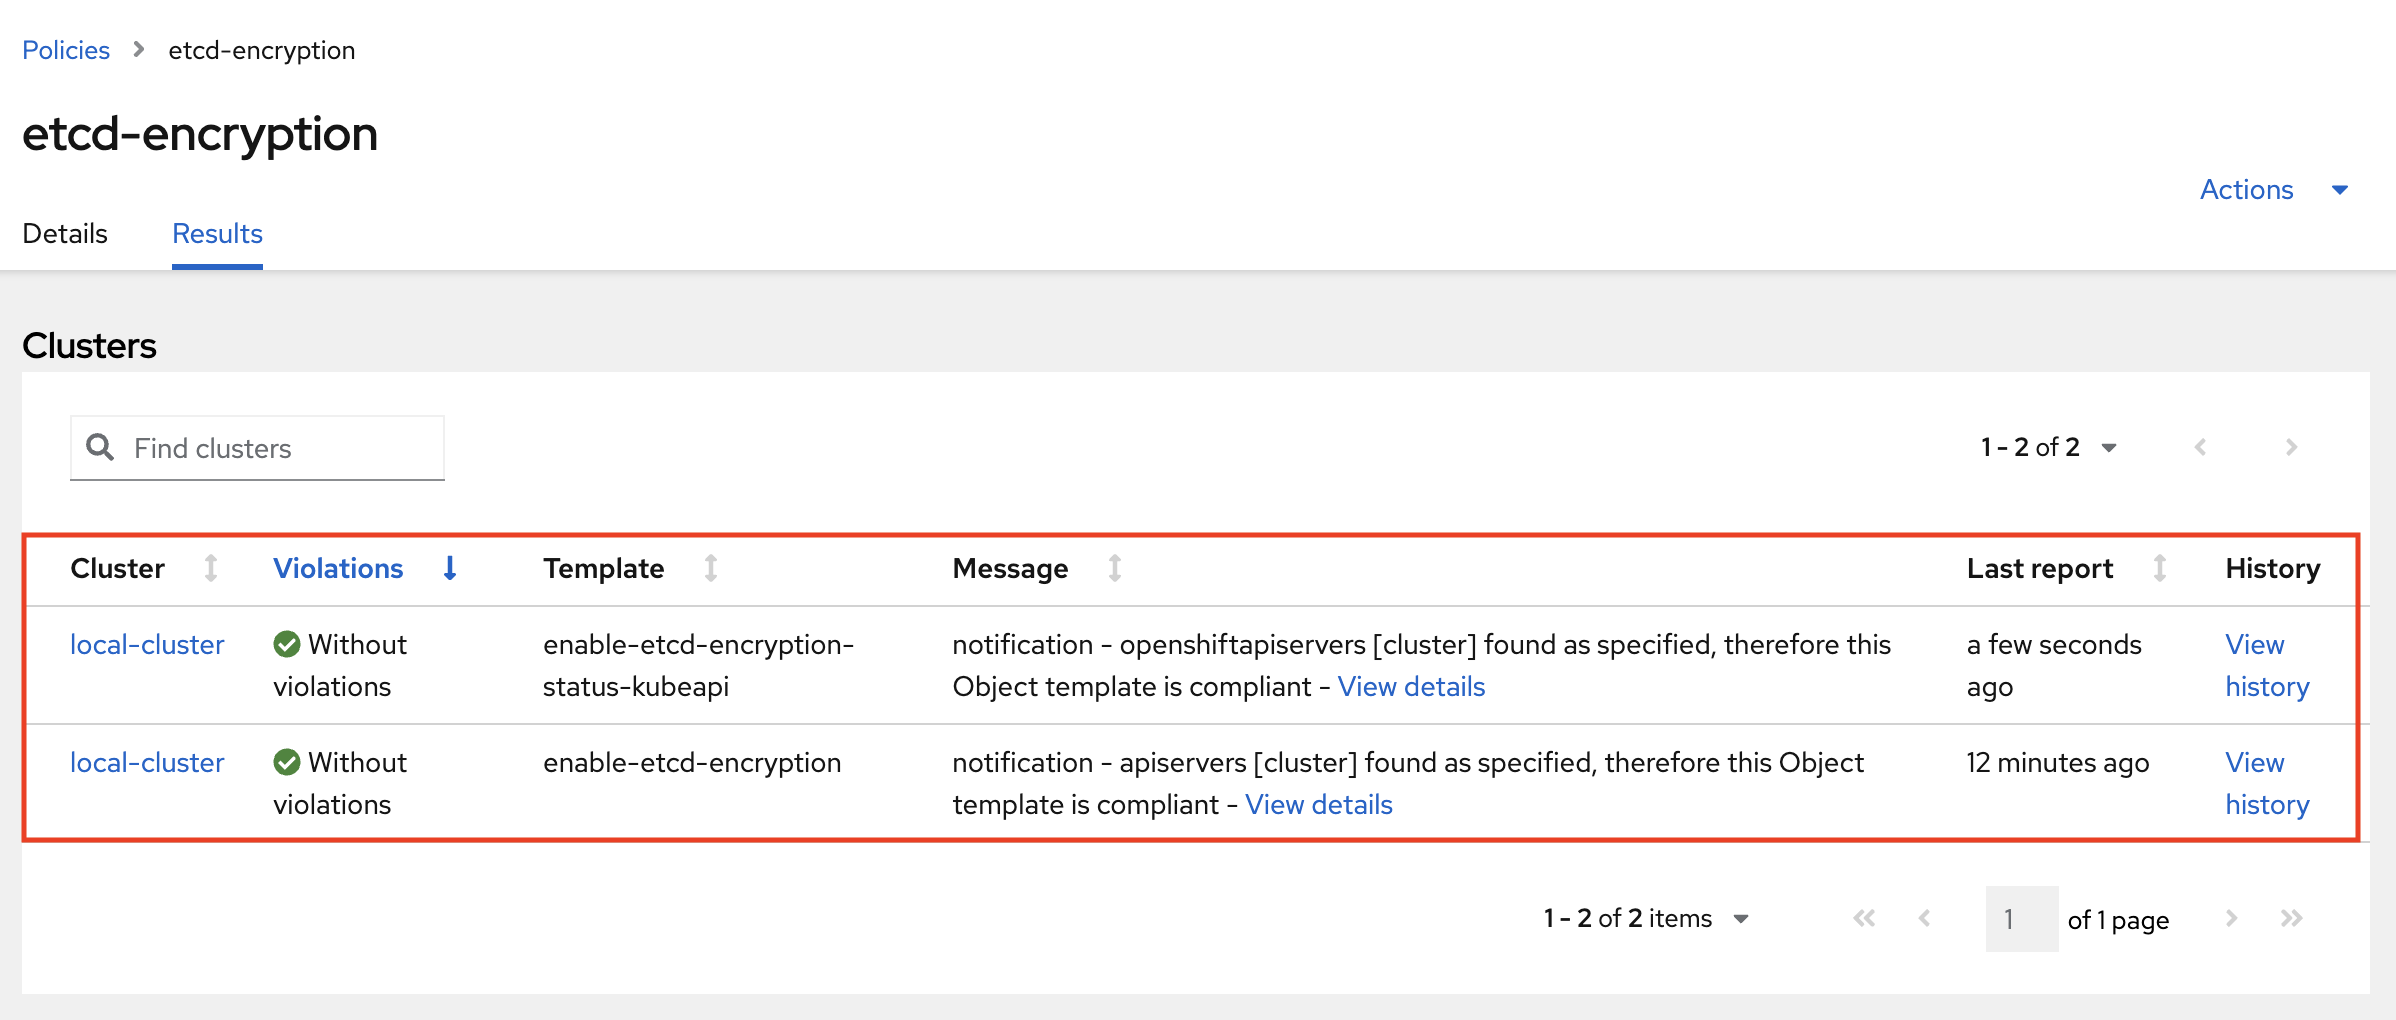 Policies > etcd-encryption
etcd-encryption
Actions
Details Results
Clusters
Find clusters
1 - 2 of 2
Cluster Violations Template Message Last report History
local-cluster Without enable-etcd-encryption- notification - openshiftapiservers [cluster] found as specified, therefore this a few seconds View
violations status-kubeapi Object template is compliant - View details ago history
local-cluster Without enable-etcd-encryption notification - apiservers [cluster] found as specified, therefore this Object 12 minutes ago View
violations template is compliant - View details history
1 - 2 of 2 items 1 of 1 page